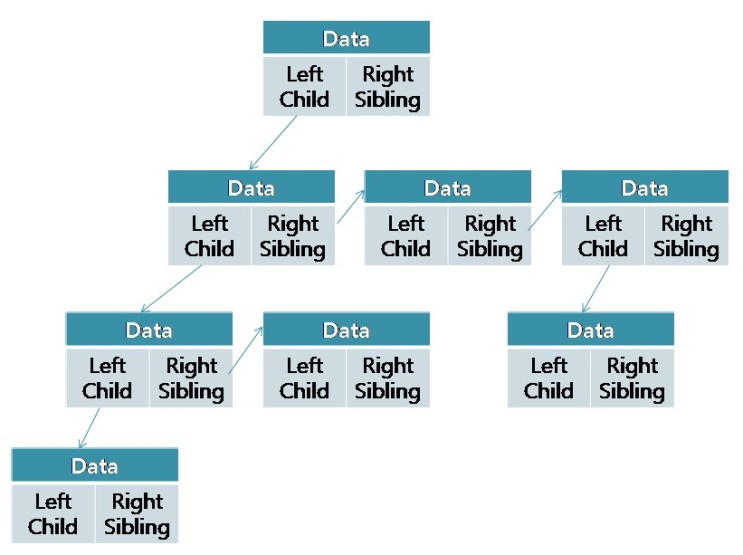 Data
Left Right
Child Sibling
Data Data Data
Left Right Left Right Left Right
Child Sibling Child Sibling Child Sibling
Data Data Data
Left Right Left Right Left Right
Child Sibling Child Sibling Child Sibling
Data
Left Right
Child Sibling